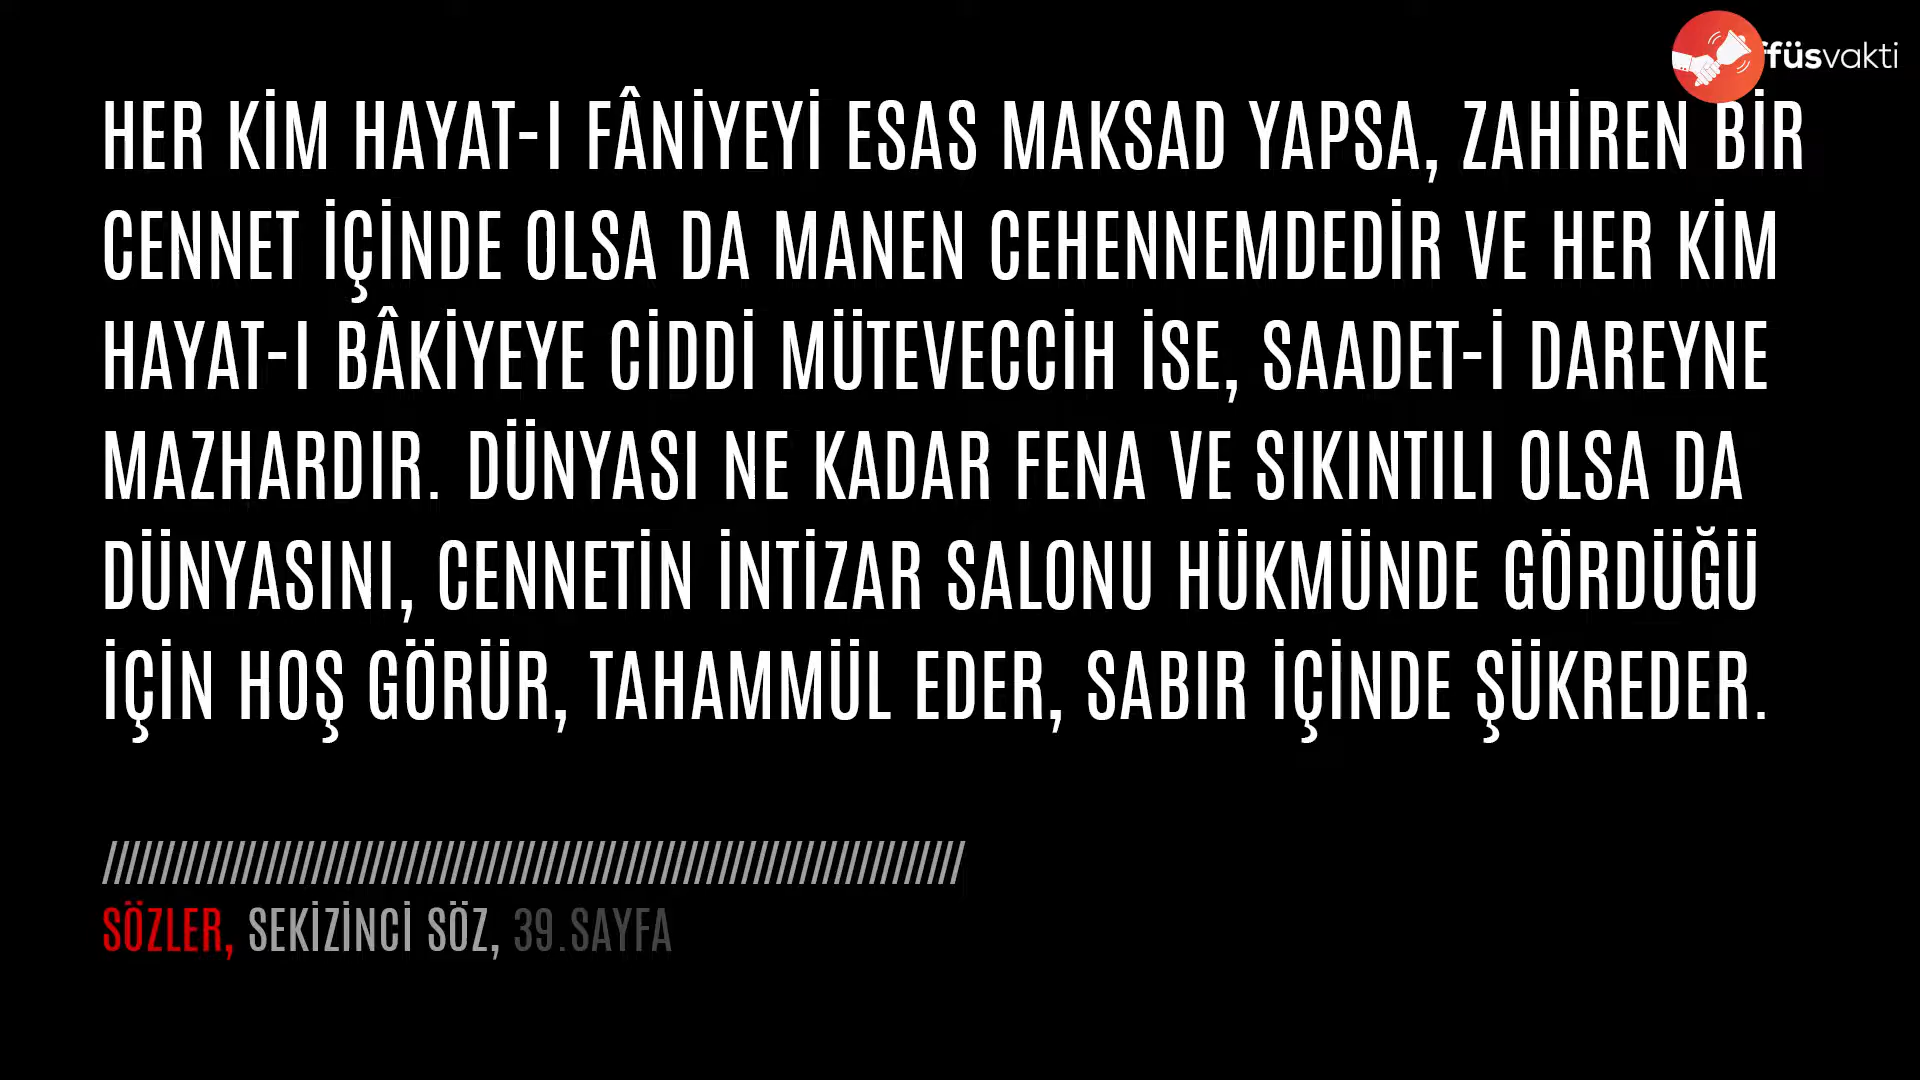 füsvakti
HER KİM HAYAT-I FÂNİYEYİ ESAS MAKSAD YAPSA, ZAHİREN BİR
CENNET İÇİNDE OLSA DA MANEN CEHENNEMDEDİR VE HER KİM
HAYAT-I BÂKİYEYE CİDDİ MÜTEVECCİH İSE, SAADET-İ DAREYNE
MAZHARDIR. DÜNYASI NE KADAR FENA VE SIKINTILI OLSA DA
DÜNYASINI, CENNETİN İNTİZAR SALONU HÜKMÜNDE GÖRDÜĞÜ
İÇİN HOŞ GÖRÜR, TAHAMMÜL EDER, SABIR İÇİNDE ŞÜKREDER.
SÖZLER, SEKİZİNCİ SÖZ, 39.SAYFA